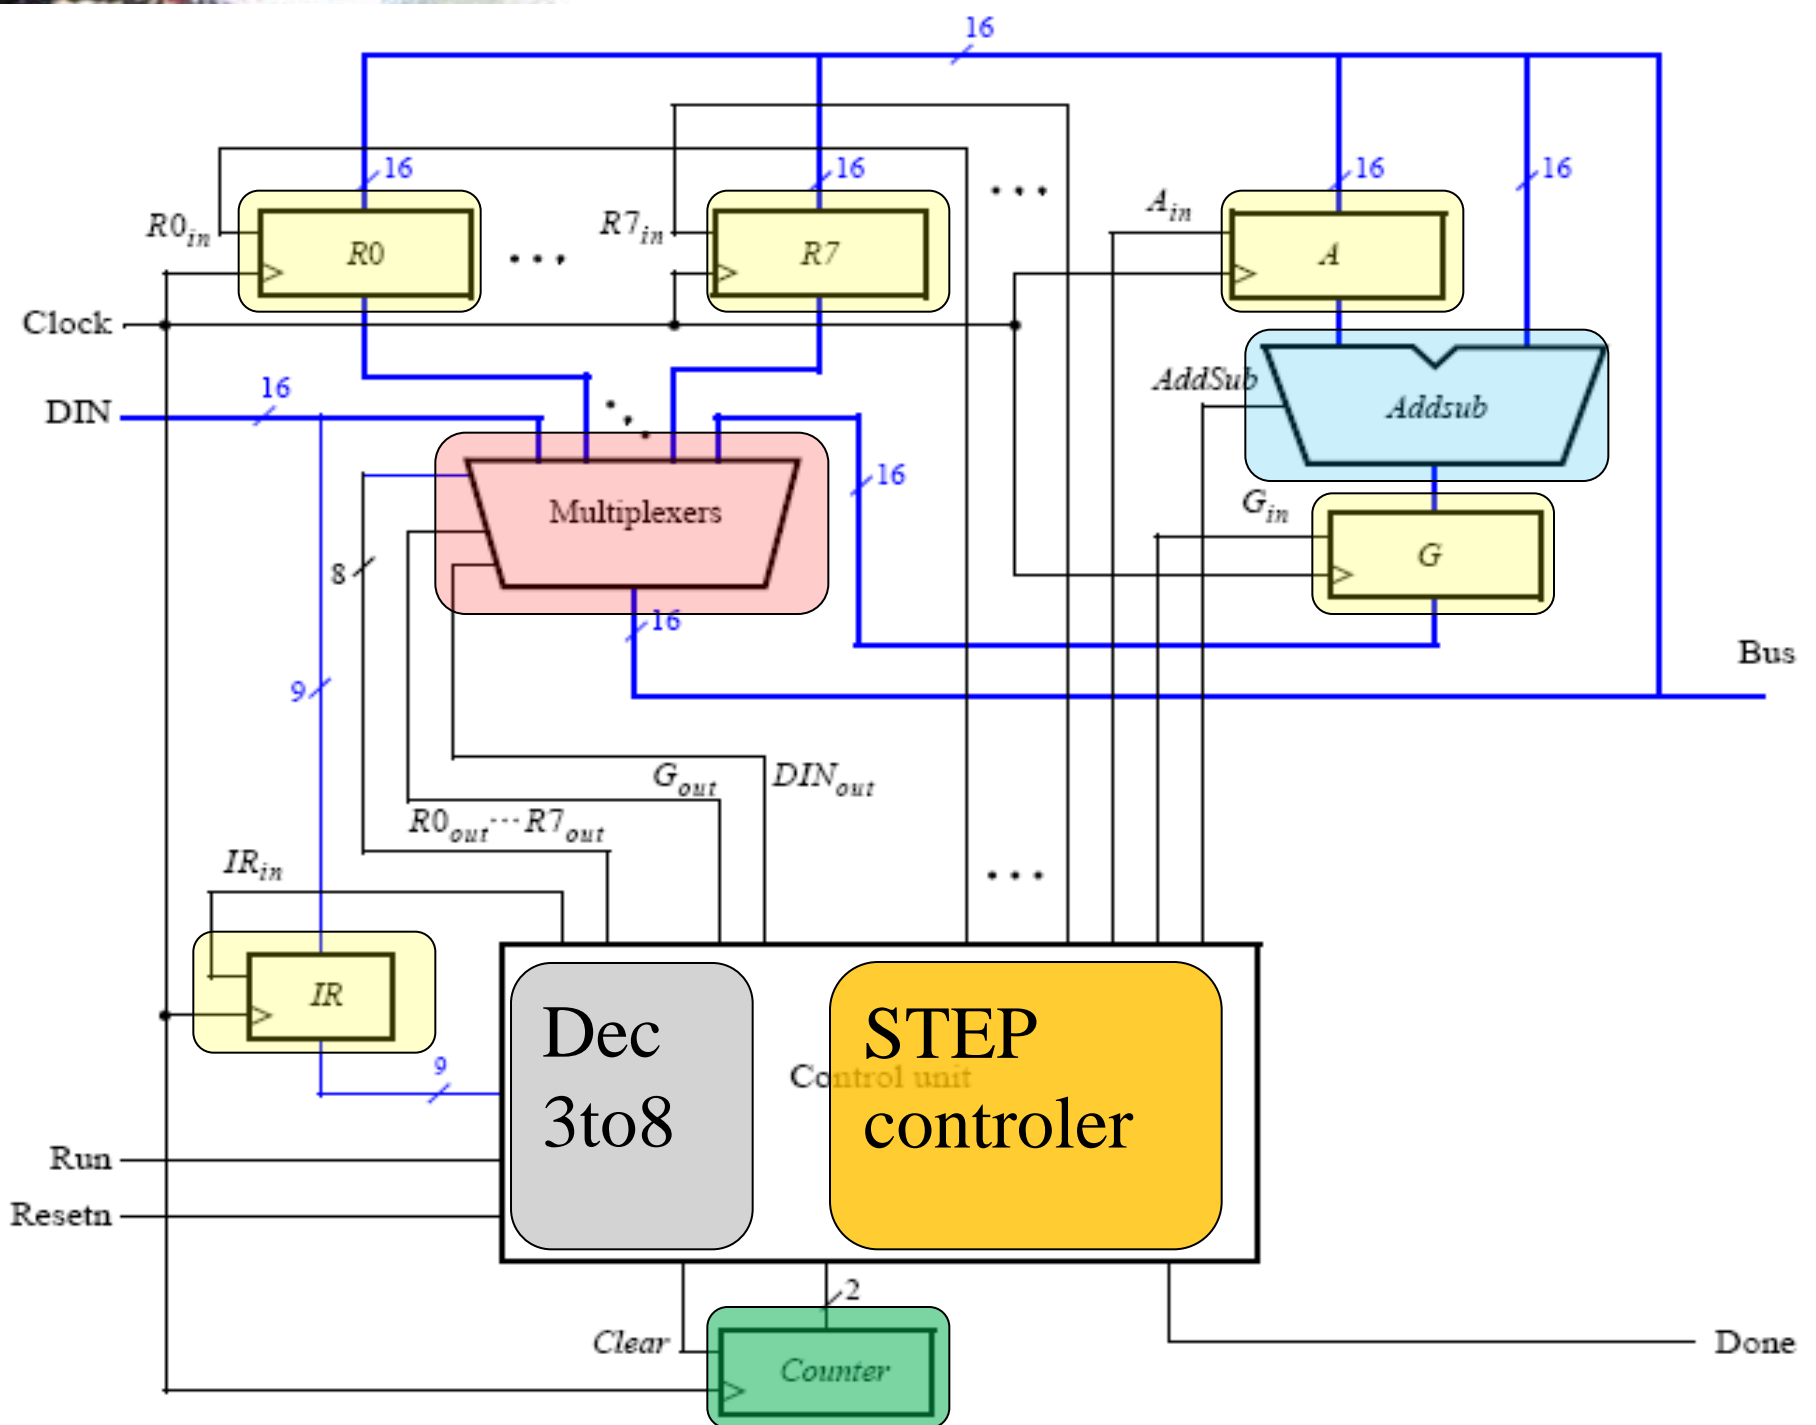 16
16
16
16
16
R0in
R0
...
R7in
R7
...
Ain
A
Clock
DIN
16
AddSub
Addsub
Multiplexers
16
Gin
G
8
16
9
Bus
Gout
DINout
R0out...R7out
IRin
...
IR
9
Dec
3to8
STEP
Control unit
controler
Run
Resetn
2
Clear
Counter
Done